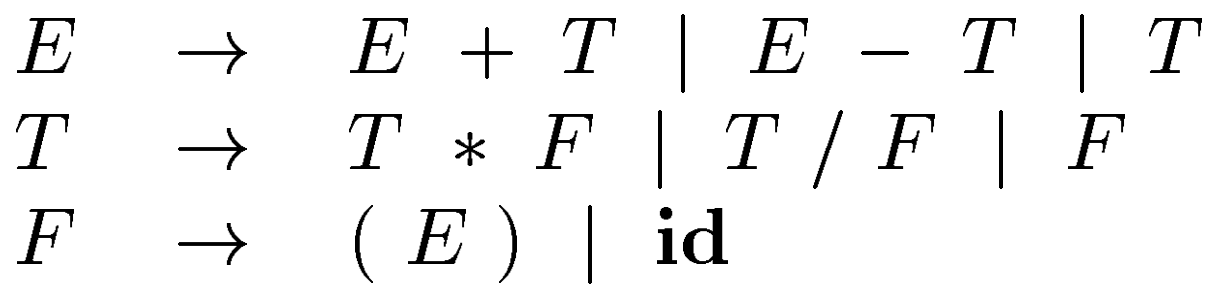 E → E + T | E − T | T
T → T ∗ F | T / F | F
F → ( E ) | id